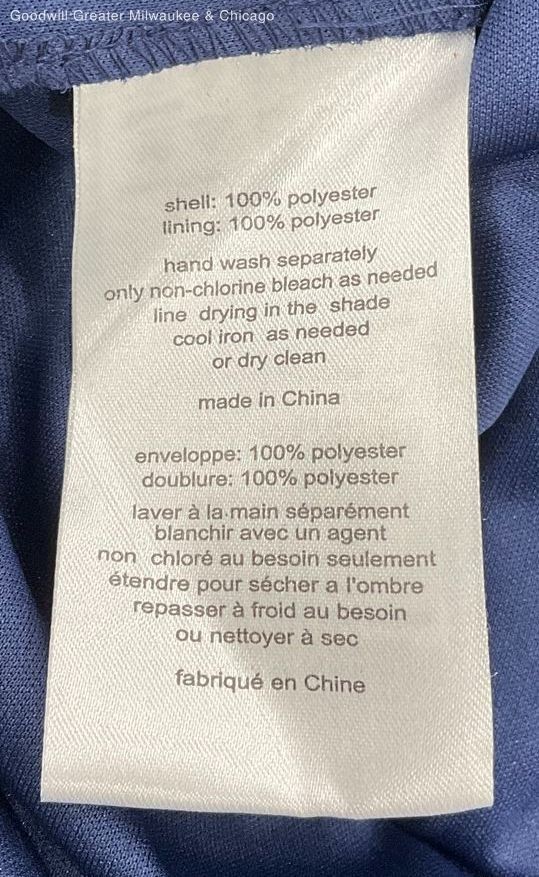 Goodwill Greater Milwaukee & Chicago
shell: 100% polyester
lining: 100% polyester
hand wash separately
only non-chlorine bleach as needed
line drying in the shade
cool iron as needed
or dry clean
made in China
enveloppe: 100% polyester
doublure: 100% polyester
laver à la main séparément
blanchir avec un agent
non chloré au besoin seulement
étendre pour sécher a l'ombre
repasser à froid au besoin
ou nettoyer à sec
fabriqué en Chine